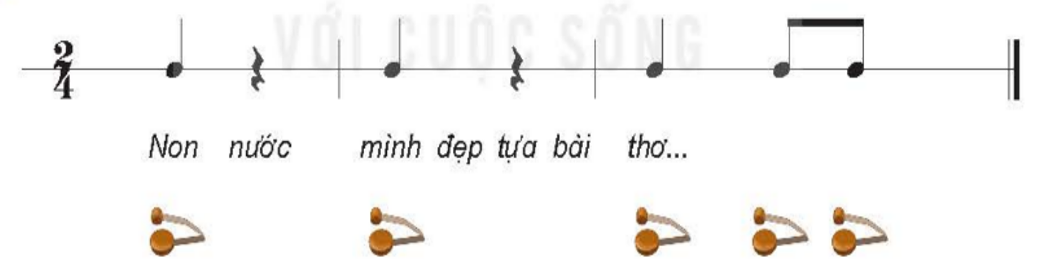 VỚI CUỘC SỐNG
2
4
Non nước mình đẹp tựa bài thơ...